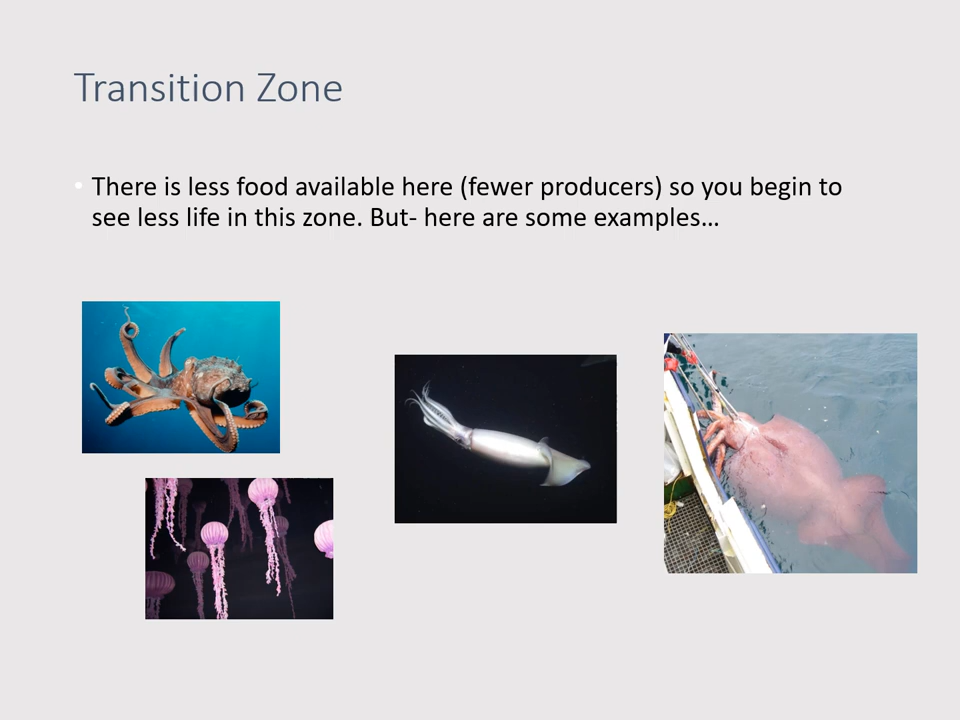 Transition Zone
• There is less food available here (fewer producers) so you begin to
see less life in this zone. But- here are some examples…